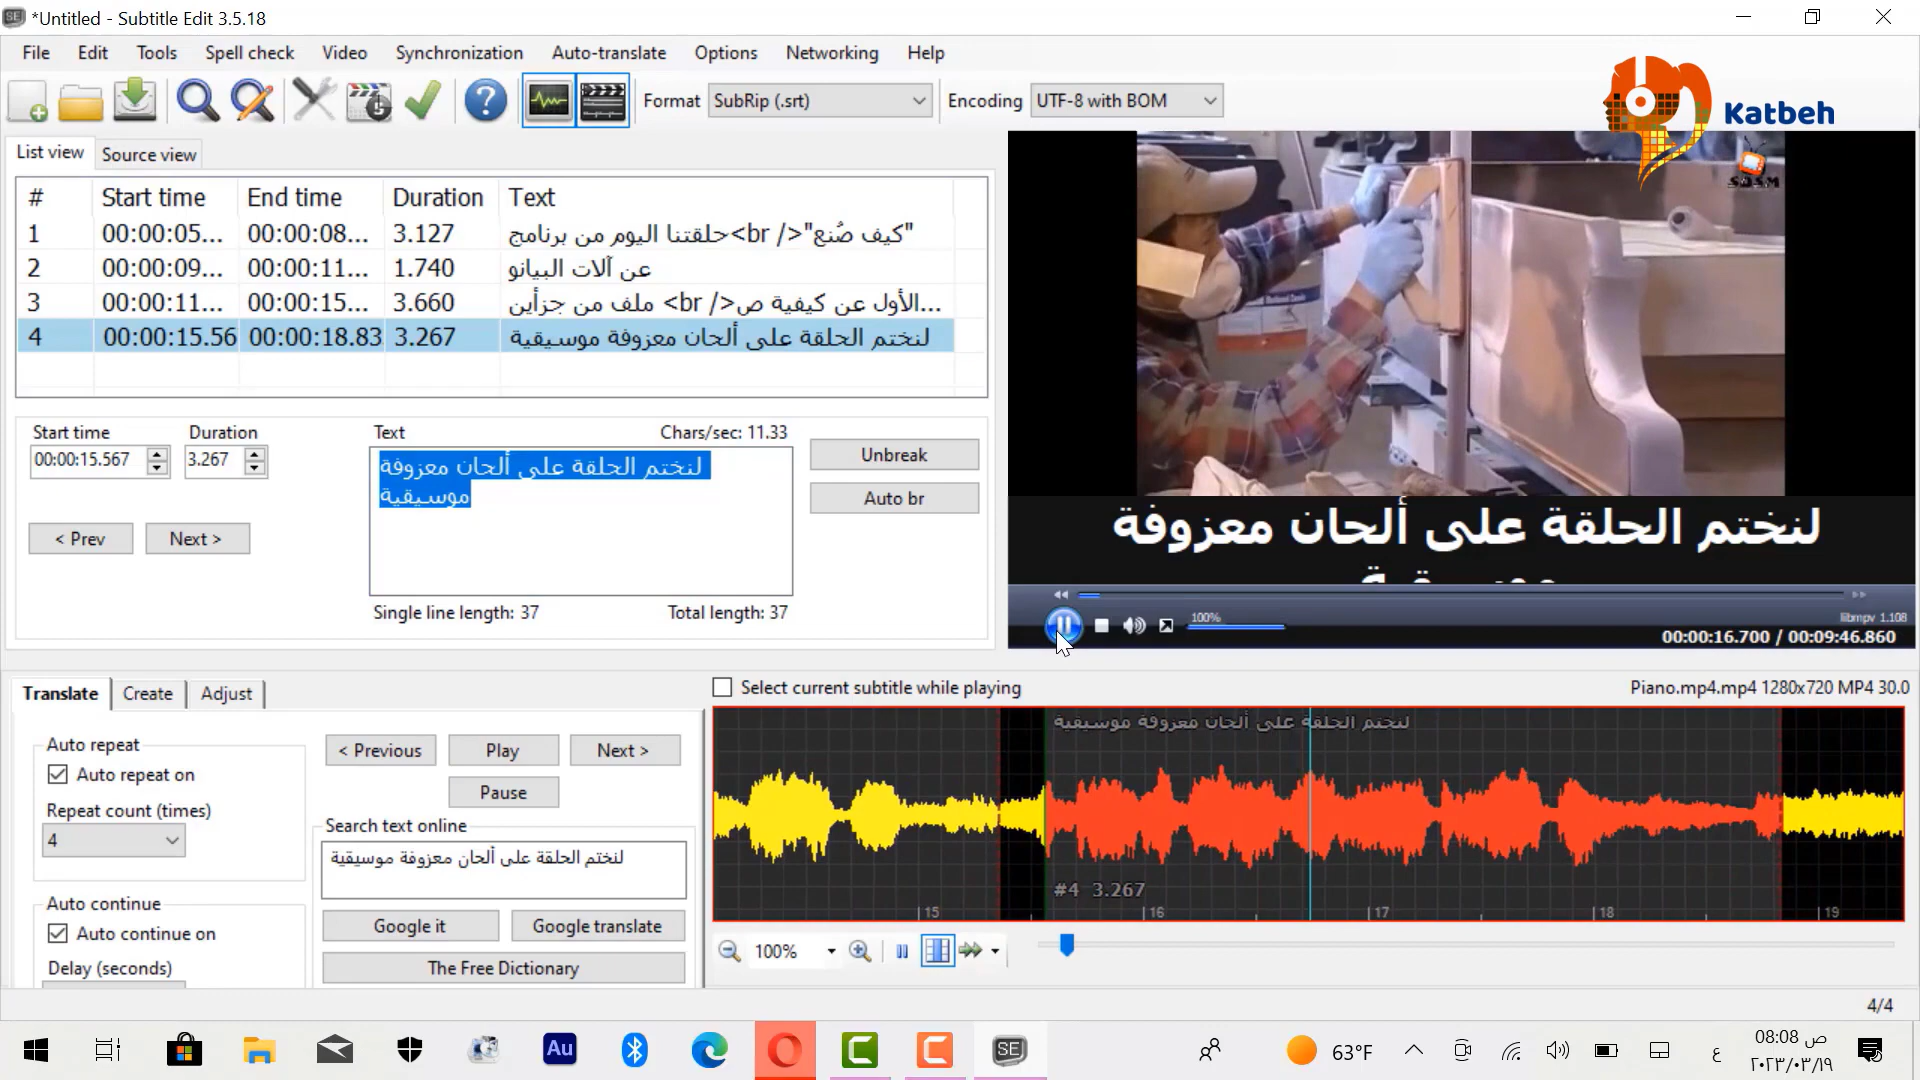 *Untitled - Subtitle Edit 3.5.18
File Edit Tools Spell check Video Synchronization Auto-translate Options Networking Help
Format SubRip (.srt) Encoding UTF-8 with BOM
Katbeh
SDSM
List view Source view
# Start time End time Duration Text
1 00:00:05... 00:00:08... 3.127 حلقتنا اليوم من برنامج<br />"كيف صُنع"
2 00:00:09... 00:00:11... 1.740 عن آلات البيانو
3 00:00:11... 00:00:15... 3.660 ملف من جزأين <br />الأول عن كيفية ص...
4 00:00:15.56 00:00:18.83 3.267 لنختم الحلقة على ألحان معزوفة موسيقية
Start time Duration Text Chars/sec: 11.33
00:00:15.567 3.267
لنختم الحلقة على ألحان معزوفة
موسيقية
Unbreak
Auto br
< Prev Next >
Single line length: 37 Total length: 37
لنختم الحلقة على ألحان معزوفة
100% libmpv 1.108
00:00:16.700 / 00:09:46.860
Translate Create Adjust
Select current subtitle while playing Piano.mp4.mp4 1280x720 MP4 30.0
Auto repeat
Auto repeat on
Repeat count (times)
4
Auto continue
Auto continue on
Delay (seconds)
< Previous Play Next >
Pause
Search text online
لنختم الحلقة على ألحان معزوفة موسيقية
Google it Google translate
The Free Dictionary
لنختم الحلقة على ألحان معزوفة موسيقية
#4 3.267
15 16 17 18 19
100%
4/4
Au
SE
63°F
ع
08:08 ص
٢٠٢٣/٠٣/١٩